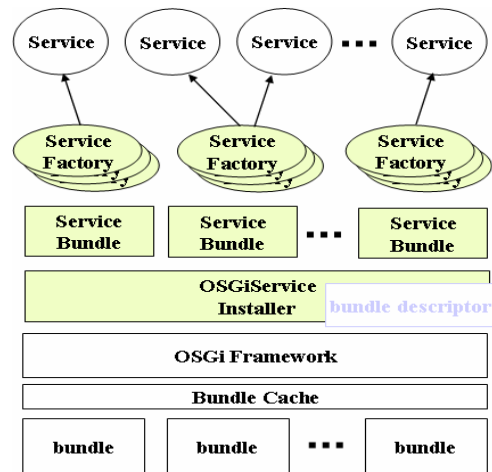 Service Service Service Service
Service Service Service
Factory Factory Factory
Service Service Service
Bundle Bundle Bundle
OSGiService
Installer
bundle descriptor
OSGi Framework
Bundle Cache
bundle bundle bundle